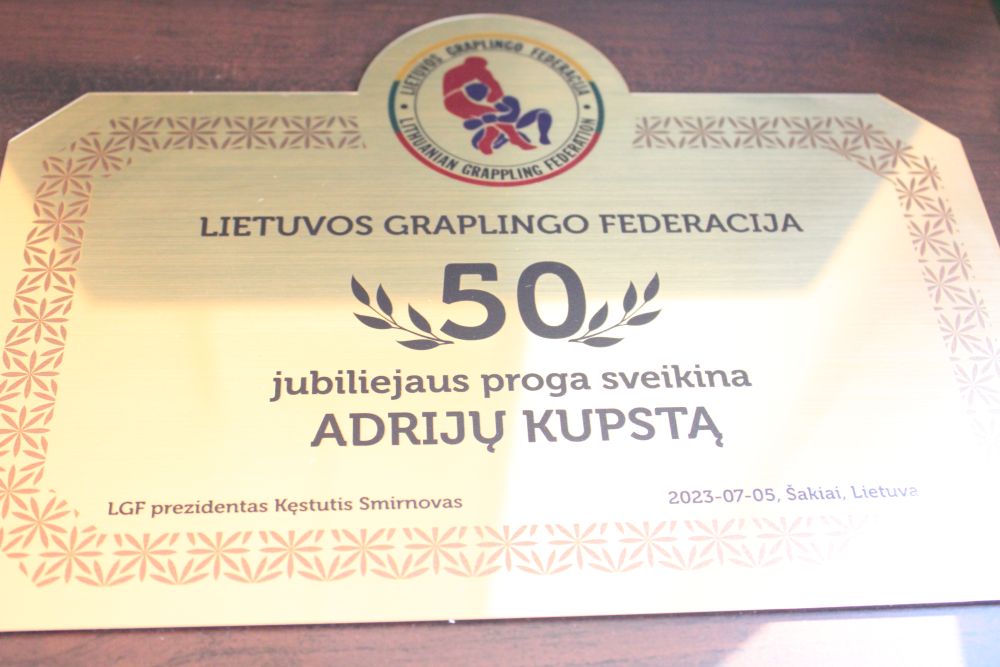 LIETUVOS GRAPLINGO FEDERACIJA
LITHUANIAN GRAPPLING FEDERATION
LIETUVOS GRAPLINGO FEDERACIJA
50
jubiliejaus proga sveikina
ADRIJŲ KUPSTĄ
LGF prezidentas Kęstutis Smirnovas
2023-07-05, Šakiai, Lietuva